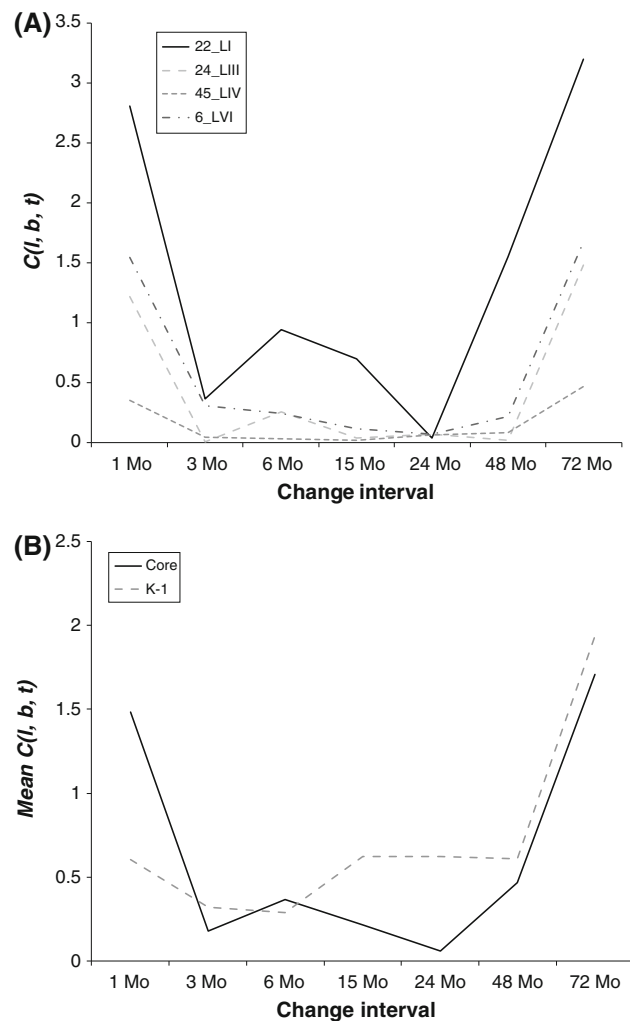 (A)
3.5
3
2.5
2
1.5
1
0.5
0
C(l, b, t)
22_LI
24_LIII
45_LIV
6_LVI
1 Mo 3 Mo 6 Mo 15 Mo 24 Mo 48 Mo 72 Mo
Change interval
(B)
2.5
2
1.5
1
0.5
0
Mean C(l, b, t)
Core
K-1
1 Mo 3 Mo 6 Mo 15 Mo 24 Mo 48 Mo 72 Mo
Change interval